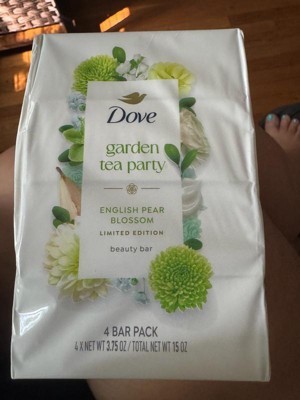 Dove
garden
tea party
ENGLISH PEAR
BLOSSOM
LIMITED EDITION
beauty bar
4 BAR PACK
4 X NET WT 3.75 OZ / TOTAL NET WT 15 OZ